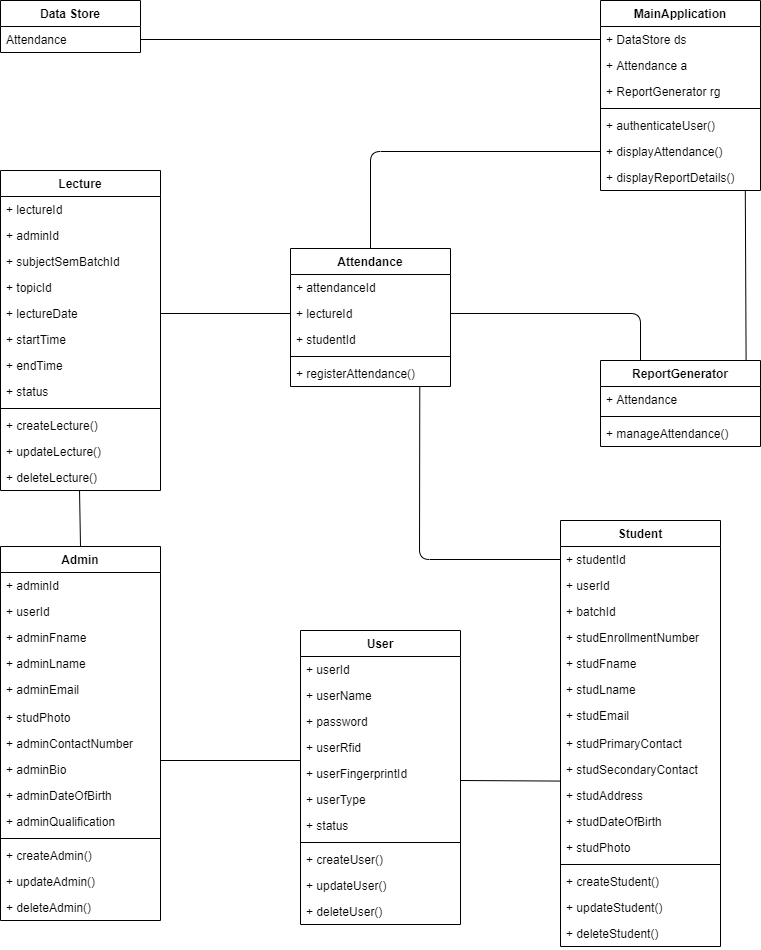 Data Store
Attendance
MainApplication
+ DataStore ds
+ Attendance a
+ ReportGenerator rg
+ authenticateUser()
+ displayAttendance()
+ displayReportDetails()
Lecture
+ lectureId
+ adminId
+ subjectSemBatchId
+ topicId
+ lectureDate
+ startTime
+ endTime
+ status
+ createLecture()
+ updateLecture()
+ deleteLecture()
Attendance
+ attendanceId
+ lectureId
+ studentId
+ registerAttendance()
ReportGenerator
+ Attendance
+ manageAttendance()
Admin
+ adminId
+ userId
+ adminFname
+ adminLname
+ adminEmail
+ studPhoto
+ adminContactNumber
+ adminBio
+ adminDateOfBirth
+ adminQualification
+ createAdmin()
+ updateAdmin()
+ deleteAdmin()
User
+ userId
+ userName
+ password
+ userRfid
+ userFingerprintId
+ userType
+ status
+ createUser()
+ updateUser()
+ deleteUser()
Student
+ studentId
+ userId
+ batchId
+ studEnrollmentNumber
+ studFname
+ studLname
+ studEmail
+ studPrimaryContact
+ studSecondaryContact
+ studAddress
+ studDateOfBirth
+ studPhoto
+ createStudent()
+ updateStudent()
+ deleteStudent()